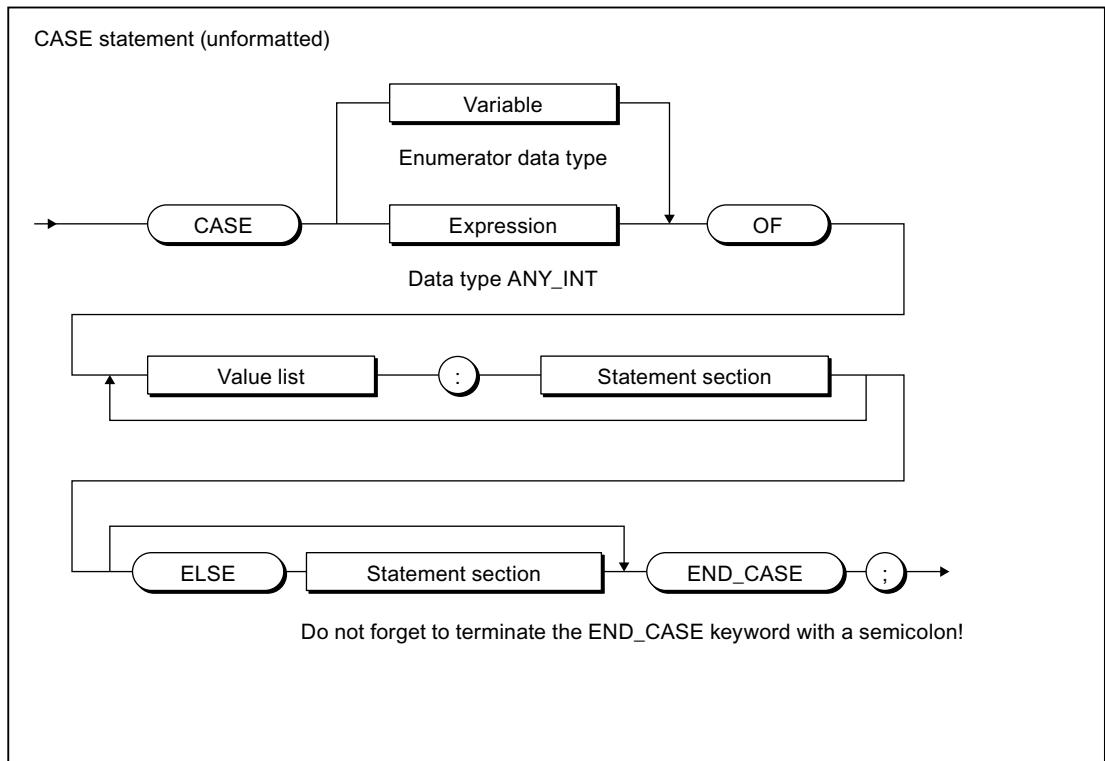 CASE statement (unformatted)
Variable
Enumerator data type
CASE
Expression
OF
Data type ANY_INT
Value list
:
Statement section
ELSE
Statement section
END_CASE
;
Do not forget to terminate the END_CASE keyword with a semicolon!